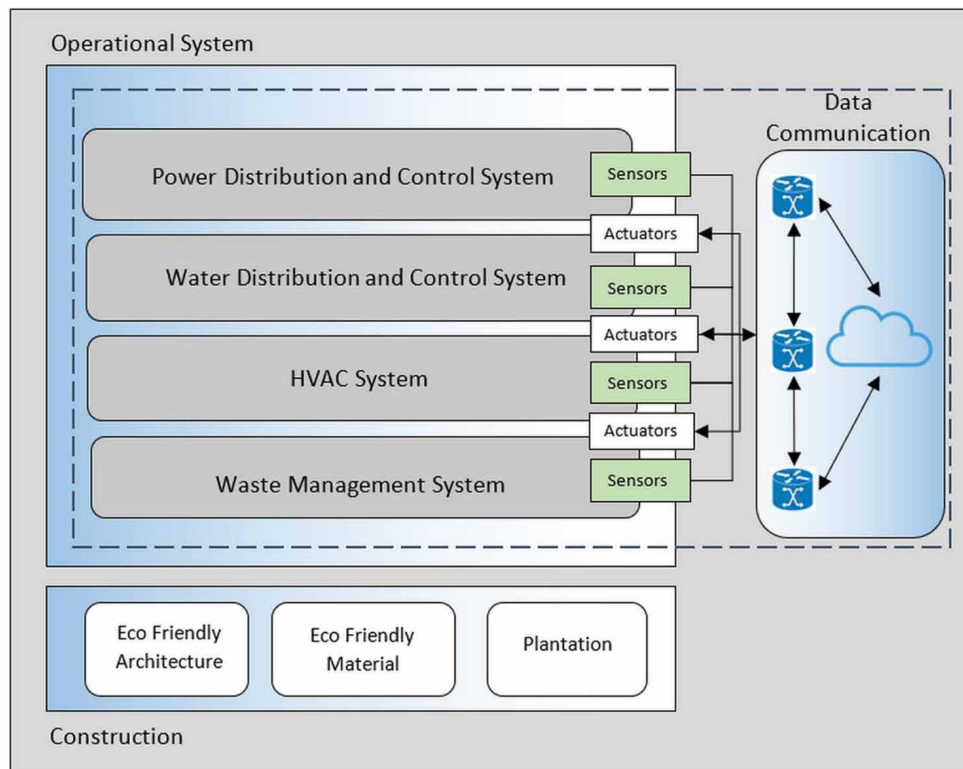 Operational System
Data
Communication
Power Distribution and Control System
Sensors
Actuators
Water Distribution and Control System
Sensors
Actuators
HVAC System
Sensors
Actuators
Waste Management System
Sensors
Eco Friendly
Architecture
Eco Friendly
Material
Plantation
Construction